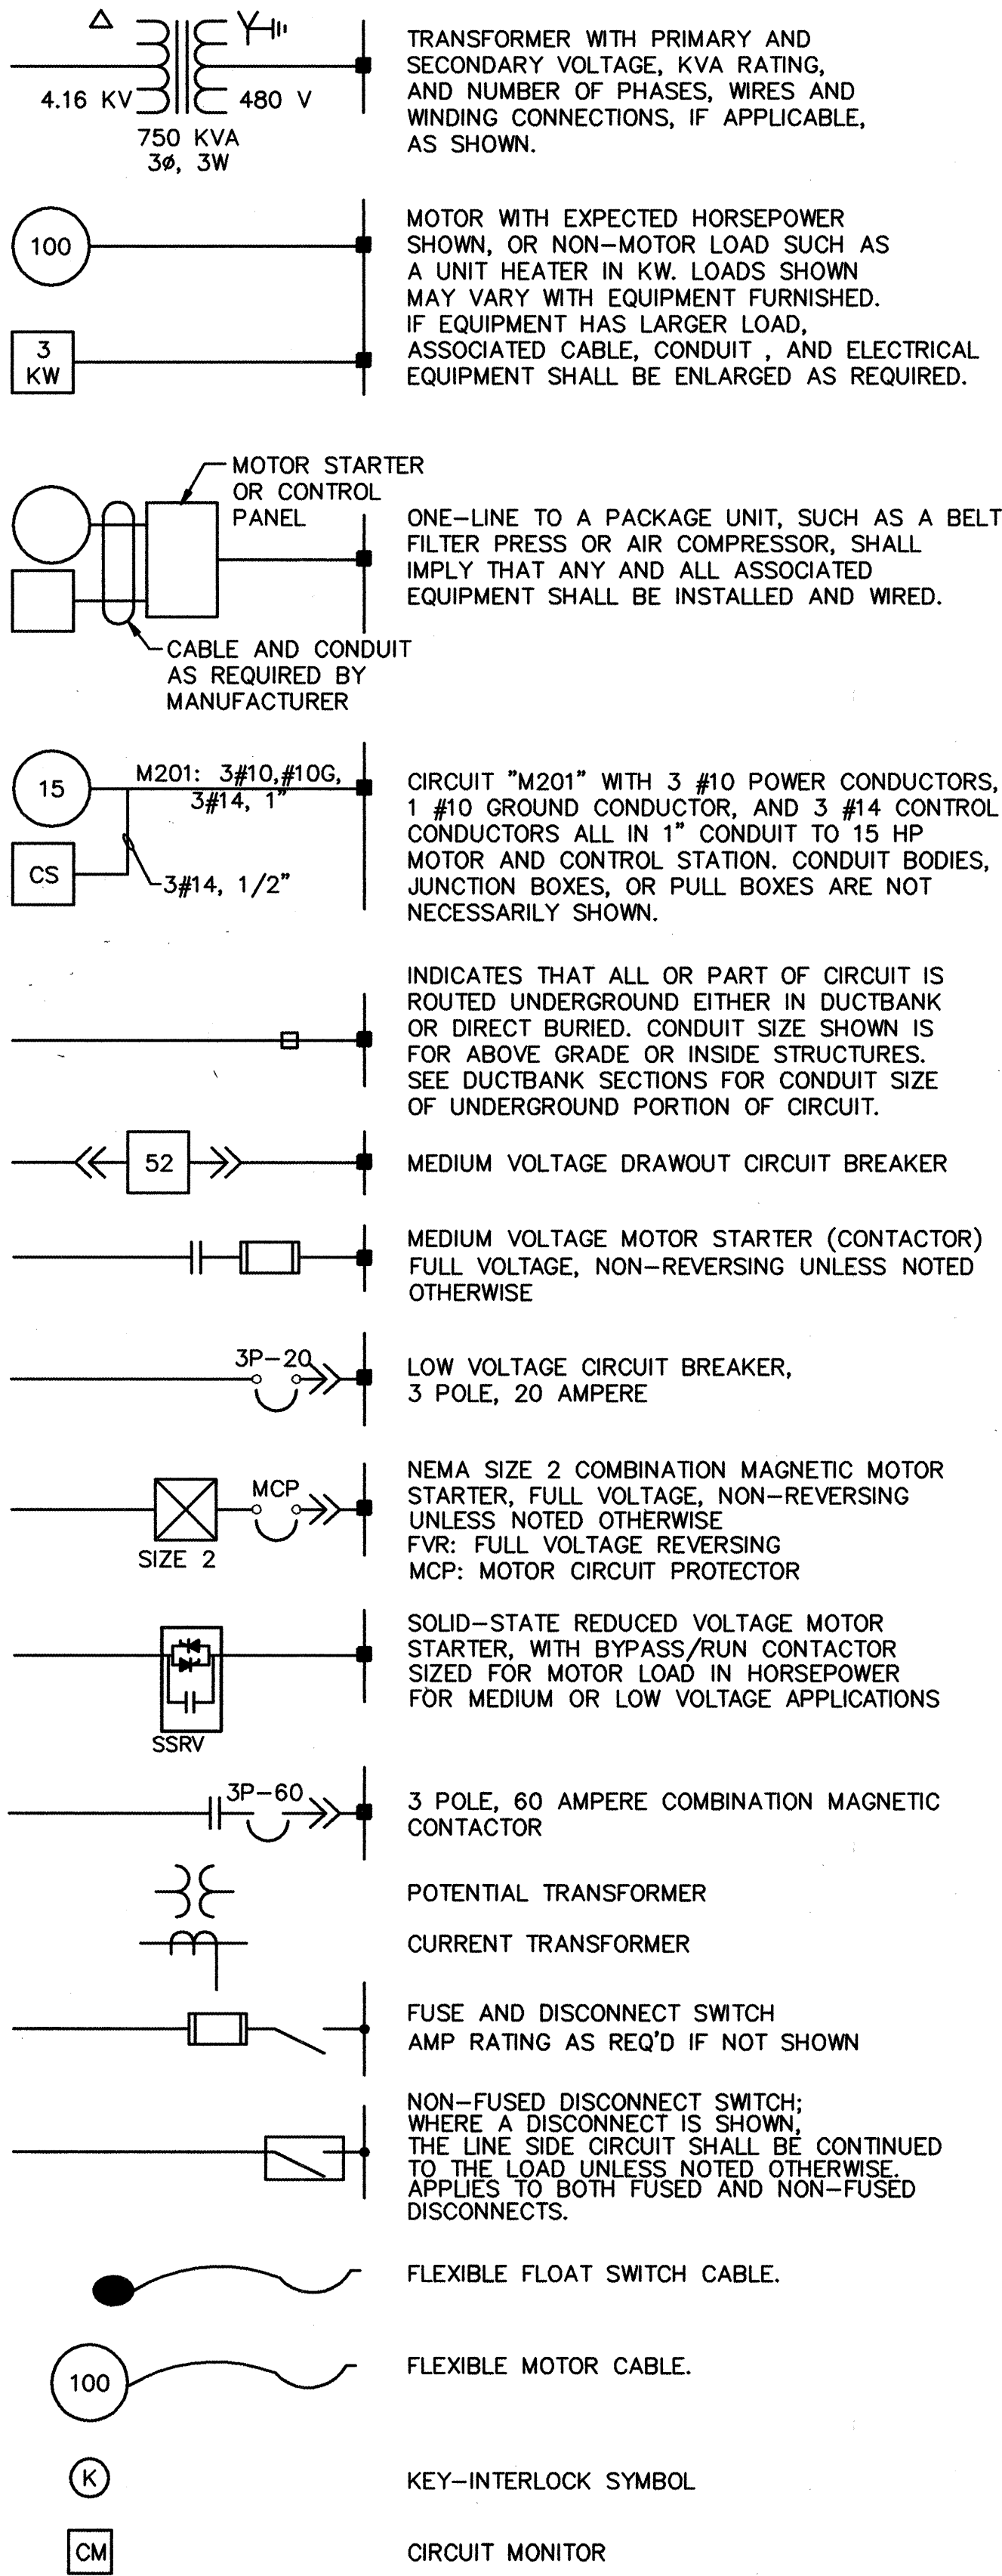 TRANSFORMER WITH PRIMARY AND
SECONDARY VOLTAGE, KVA RATING,
AND NUMBER OF PHASES, WIRES AND
WINDING CONNECTIONS, IF APPLICABLE,
AS SHOWN.
4.16 KV
480 V
750 KVA
3ø, 3W
100
MOTOR WITH EXPECTED HORSEPOWER
SHOWN, OR NON-MOTOR LOAD SUCH AS
A UNIT HEATER IN KW. LOADS SHOWN
MAY VARY WITH EQUIPMENT FURNISHED.
IF EQUIPMENT HAS LARGER LOAD,
ASSOCIATED CABLE, CONDUIT , AND ELECTRICAL
EQUIPMENT SHALL BE ENLARGED AS REQUIRED.
3
KW
MOTOR STARTER
OR CONTROL
PANEL
ONE-LINE TO A PACKAGE UNIT, SUCH AS A BELT
FILTER PRESS OR AIR COMPRESSOR, SHALL
IMPLY THAT ANY AND ALL ASSOCIATED
EQUIPMENT SHALL BE INSTALLED AND WIRED.
CABLE AND CONDUIT
AS REQUIRED BY
MANUFACTURER
15
M201: 3#10,#10G,
3#14, 1"
CS
3#14, 1/2"
CIRCUIT "M201" WITH 3 #10 POWER CONDUCTORS,
1 #10 GROUND CONDUCTOR, AND 3 #14 CONTROL
CONDUCTORS ALL IN 1" CONDUIT TO 15 HP
MOTOR AND CONTROL STATION. CONDUIT BODIES,
JUNCTION BOXES, OR PULL BOXES ARE NOT
NECESSARILY SHOWN.
INDICATES THAT ALL OR PART OF CIRCUIT IS
ROUTED UNDERGROUND EITHER IN DUCTBANK
OR DIRECT BURIED. CONDUIT SIZE SHOWN IS
FOR ABOVE GRADE OR INSIDE STRUCTURES.
SEE DUCTBANK SECTIONS FOR CONDUIT SIZE
OF UNDERGROUND PORTION OF CIRCUIT.
52
MEDIUM VOLTAGE DRAWOUT CIRCUIT BREAKER
MEDIUM VOLTAGE MOTOR STARTER (CONTACTOR)
FULL VOLTAGE, NON-REVERSING UNLESS NOTED
OTHERWISE
3P-20
LOW VOLTAGE CIRCUIT BREAKER,
3 POLE, 20 AMPERE
MCP
SIZE 2
NEMA SIZE 2 COMBINATION MAGNETIC MOTOR
STARTER, FULL VOLTAGE, NON-REVERSING
UNLESS NOTED OTHERWISE
FVR: FULL VOLTAGE REVERSING
MCP: MOTOR CIRCUIT PROTECTOR
SSRV
SOLID-STATE REDUCED VOLTAGE MOTOR
STARTER, WITH BYPASS/RUN CONTACTOR
SIZED FOR MOTOR LOAD IN HORSEPOWER
FOR MEDIUM OR LOW VOLTAGE APPLICATIONS
3P-60
3 POLE, 60 AMPERE COMBINATION MAGNETIC
CONTACTOR
POTENTIAL TRANSFORMER
CURRENT TRANSFORMER
FUSE AND DISCONNECT SWITCH
AMP RATING AS REQ'D IF NOT SHOWN
NON-FUSED DISCONNECT SWITCH;
WHERE A DISCONNECT IS SHOWN,
THE LINE SIDE CIRCUIT SHALL BE CONTINUED
TO THE LOAD UNLESS NOTED OTHERWISE.
APPLIES TO BOTH FUSED AND NON-FUSED
DISCONNECTS.
FLEXIBLE FLOAT SWITCH CABLE.
100
FLEXIBLE MOTOR CABLE.
K
KEY-INTERLOCK SYMBOL
CM
CIRCUIT MONITOR